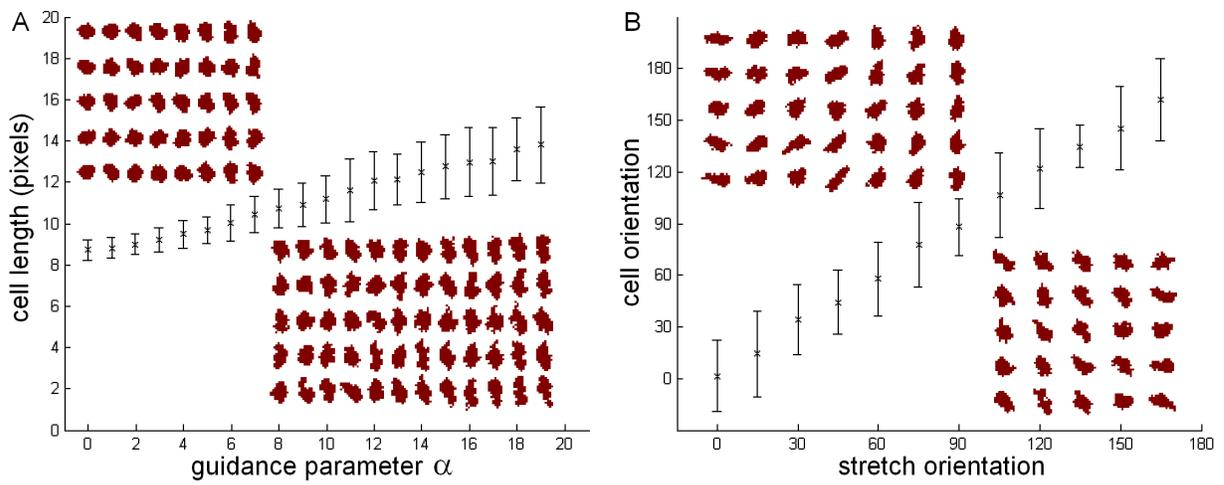 A
20
18
16
14
12
10
8
6
4
2
0
cell length (pixels)
0 2 4 6 8 10 12 14 16 18 20
guidance parameter α
B
180
150
120
90
60
30
0
cell orientation
0 30 60 90 120 150 180
stretch orientation